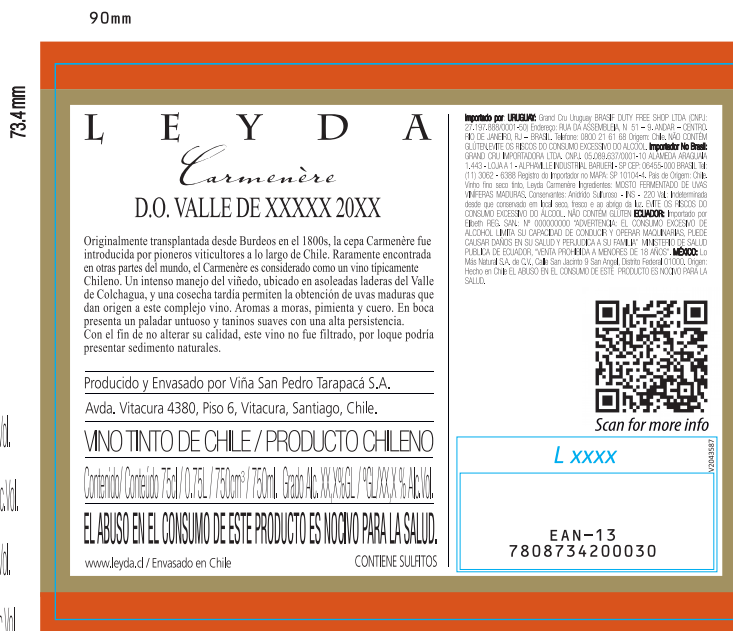 90mm
73.4mm
LEYDA
Carmenère
D.O. VALLE DE XXXXX 20XX
Originalmente transplantada desde Burdeos en el 1800s, la cepa Carmenère fue
introducida por pioneros viticultores a lo largo de Chile. Raramente encontrada
en otras partes del mundo, el Carmenère es considerado como un vino típicamente
Chileno. Un intenso manejo del viñedo, ubicado en asoleadas laderas del Valle
de Colchagua, y una cosecha tardía permiten la obtención de uvas maduras que
dan origen a este complejo vino. Aromas a moras, pimienta y cuero. En boca
presenta un paladar untuoso y taninos suaves con una alta persistencia.
Con el fin de no alterar su calidad, este vino no fue filtrado, por loque podría
presentar sedimento naturales.
Producido y Envasado por Viña San Pedro Tarapacá S.A.
Avda. Vitacura 4380, Piso 6, Vitacura, Santiago, Chile.
VINO TINTO DE CHILE / PRODUCTO CHILENO
Contenido/ Conteúdo 75cl / 0.75L / 750cm³ / 750ml. Grado Alc. XX,X%GL / ºGL/XX,X % Alc.Vol.
EL ABUSO EN EL CONSUMO DE ESTE PRODUCTO ES NOCIVO PARA LA SALUD.
www.leyda.cl / Envasado en Chile
CONTIENE SULFITOS
Importado por URUGUAY: Grand Cru Uruguay BRASIF DUTY FREE SHOP LTDA (CNPJ:
27.197.888/0001-50) Endereço: RUA DA ASSEMBLEIA, N 51 – 9. ANDAR – CENTRO.
RIO DE JANEIRO, RJ – BRASIL. Telefone: 0800 21 61 68 Origem: Chile. NÃO CONTÉM
GLÚTEN.EVITE OS RISCOS DO CONSUMO EXCESSIVO DO ALCOOL. Importador No Brasil:
GRAND CRU IMPORTADORA LTDA. CNPJ. 05.089.637/0001-10 ALAMEDA ARAGUAIA
1.443 - LOJA A 1 - ALPHAVILLE INDUSTRIAL BARUERI - SP CEP: 06455-000 BRASIL Tel:
(11) 3062 - 6388 Registro do Importador no MAPA: SP 10104-4. Pais de Origem: Chile.
Vinho fino seco tinto, Leyda Carmenère Ingredientes: MOSTO FERMENTADO DE UVAS
VINÍFERAS MADURAS. Conservantes: Anidrido Sulfuroso - INS - 220 Val: Indeterminada
desde que conservado em local seco, fresco e ao abrigo da luz. EVITE OS RISCOS DO
CONSUMO EXCESSIVO DO ALCOOL. NÃO CONTÉM GLÚTEN ECUADOR: Importado por
Elbeth REG. SAN.: Nº 000000000 "ADVERTENCIA: EL CONSUMO EXCESIVO DE
ALCOHOL LIMITA SU CAPACIDAD DE CONDUCIR Y OPERAR MAQUINARIAS, PUEDE
CAUSAR DAÑOS EN SU SALUD Y PERJUDICA A SU FAMILIA" MINISTERIO DE SALUD
PÚBLICA DE ECUADOR, "VENTA PROHIBIDA A MENORES DE 18 AÑOS". MÉXICO: Lo
Más Natural S.A. de C.V., Calle San Jacinto 9 San Angel, Distrito Federal 01000. Origen:
Hecho en Chile EL ABUSO EN EL CONSUMO DE ESTE PRODUCTO ES NOCIVO PARA LA
SALUD.
Scan for more info
L xxxx
V2043587
EAN-13
7808734200030
Vol.
c.Vol.
Vol.
c.Vol.